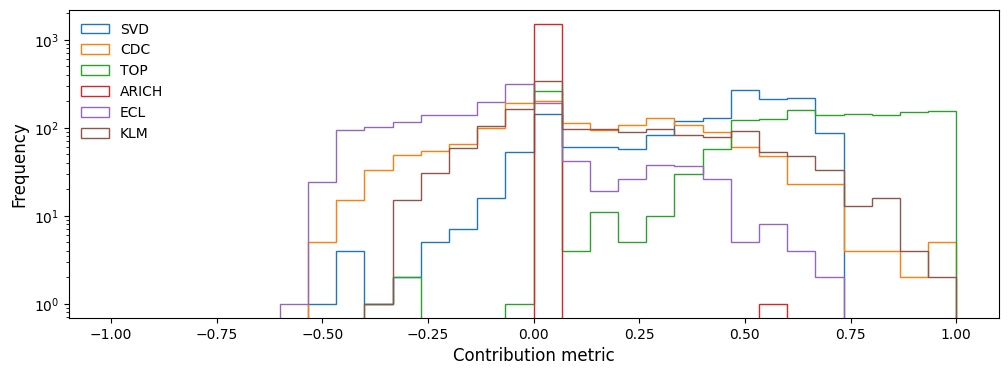 SVD
CDC
TOP
ARICH
ECL
KLM
Frequency
10³
10²
10¹
10⁰
−1.00 −0.75 −0.50 −0.25 0.00 0.25 0.50 0.75 1.00
Contribution metric